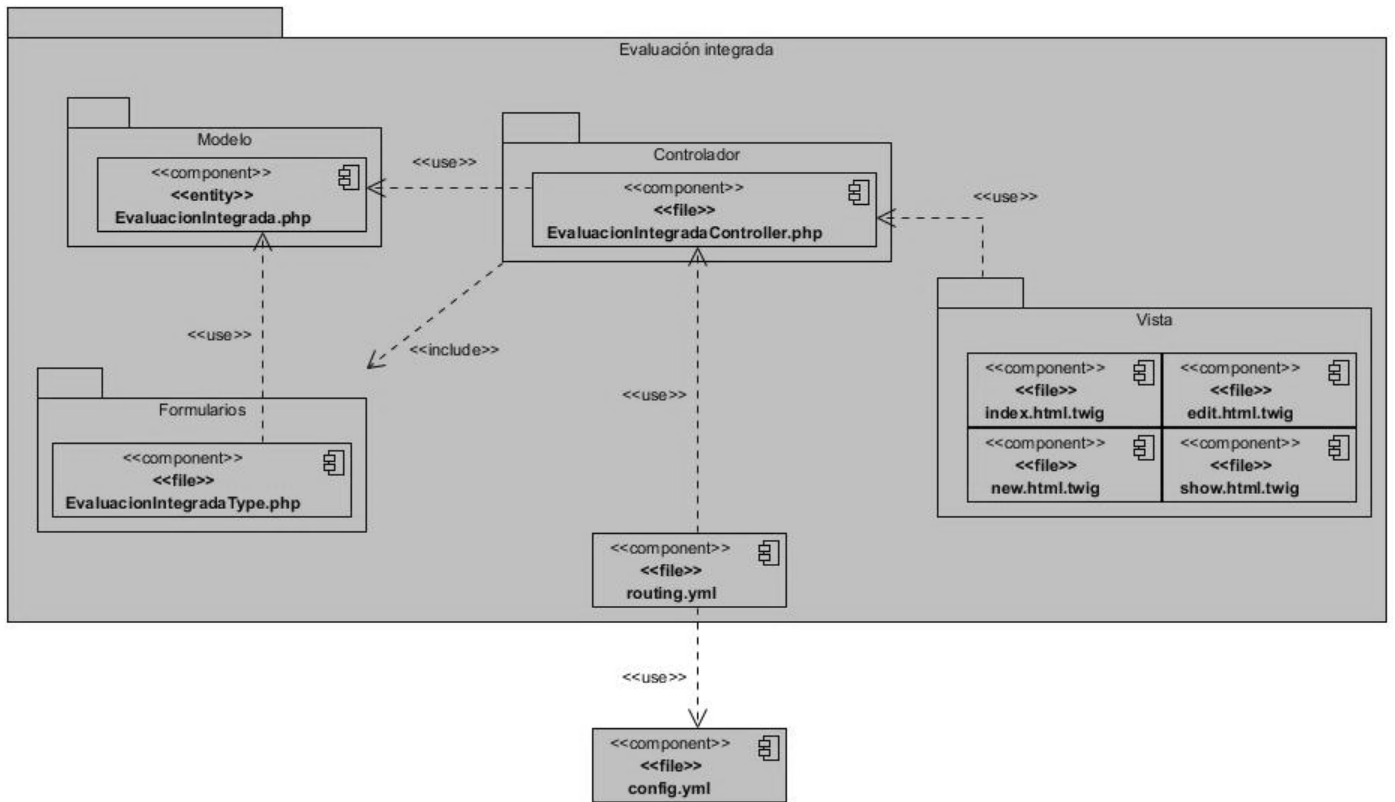 Evaluación integrada
Modelo
<<component>>
<<entity>>
EvaluacionIntegrada.php
<<use>>
Controlador
<<component>>
<<file>>
EvaluacionIntegradaController.php
<<use>>
<<use>>
<<include>>
<<use>>
Vista
<<component>>
<<file>>
index.html.twig
<<component>>
<<file>>
edit.html.twig
<<component>>
<<file>>
new.html.twig
<<component>>
<<file>>
show.html.twig
Formularios
<<component>>
<<file>>
EvaluacionIntegradaType.php
<<component>>
<<file>>
routing.yml
<<use>>
<<component>>
<<file>>
config.yml